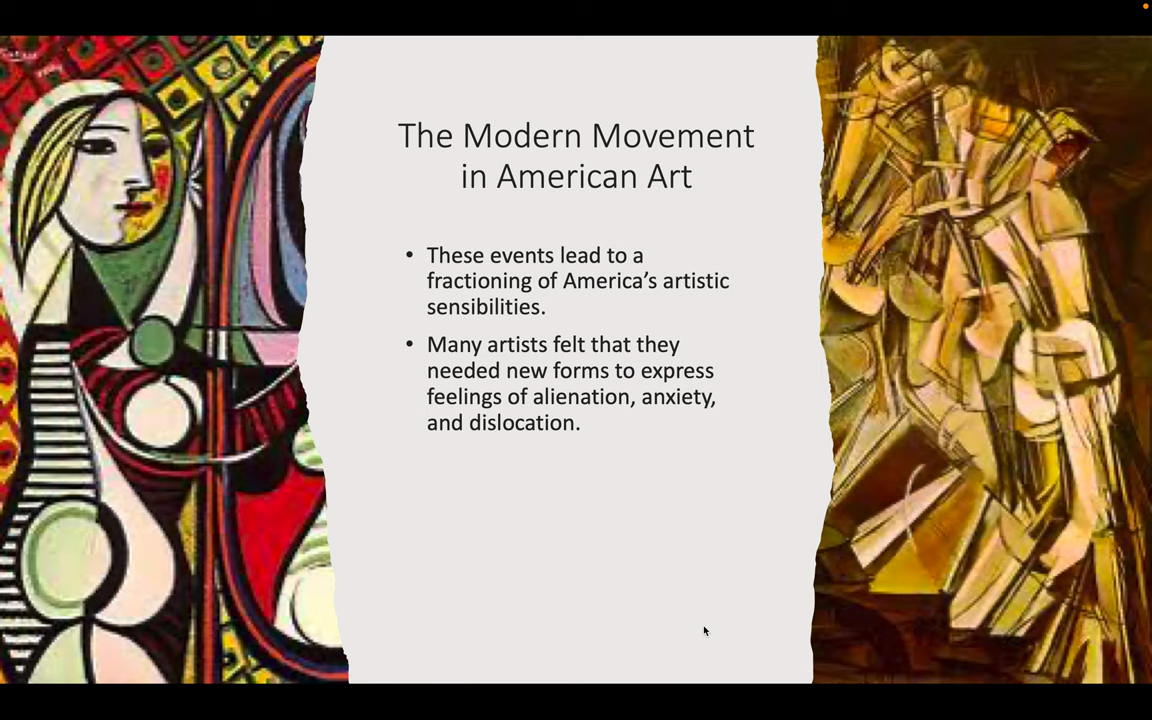 The Modern Movement
in American Art
• These events lead to a
fractioning of America's artistic
sensibilities.
• Many artists felt that they
needed new forms to express
feelings of alienation, anxiety,
and dislocation.